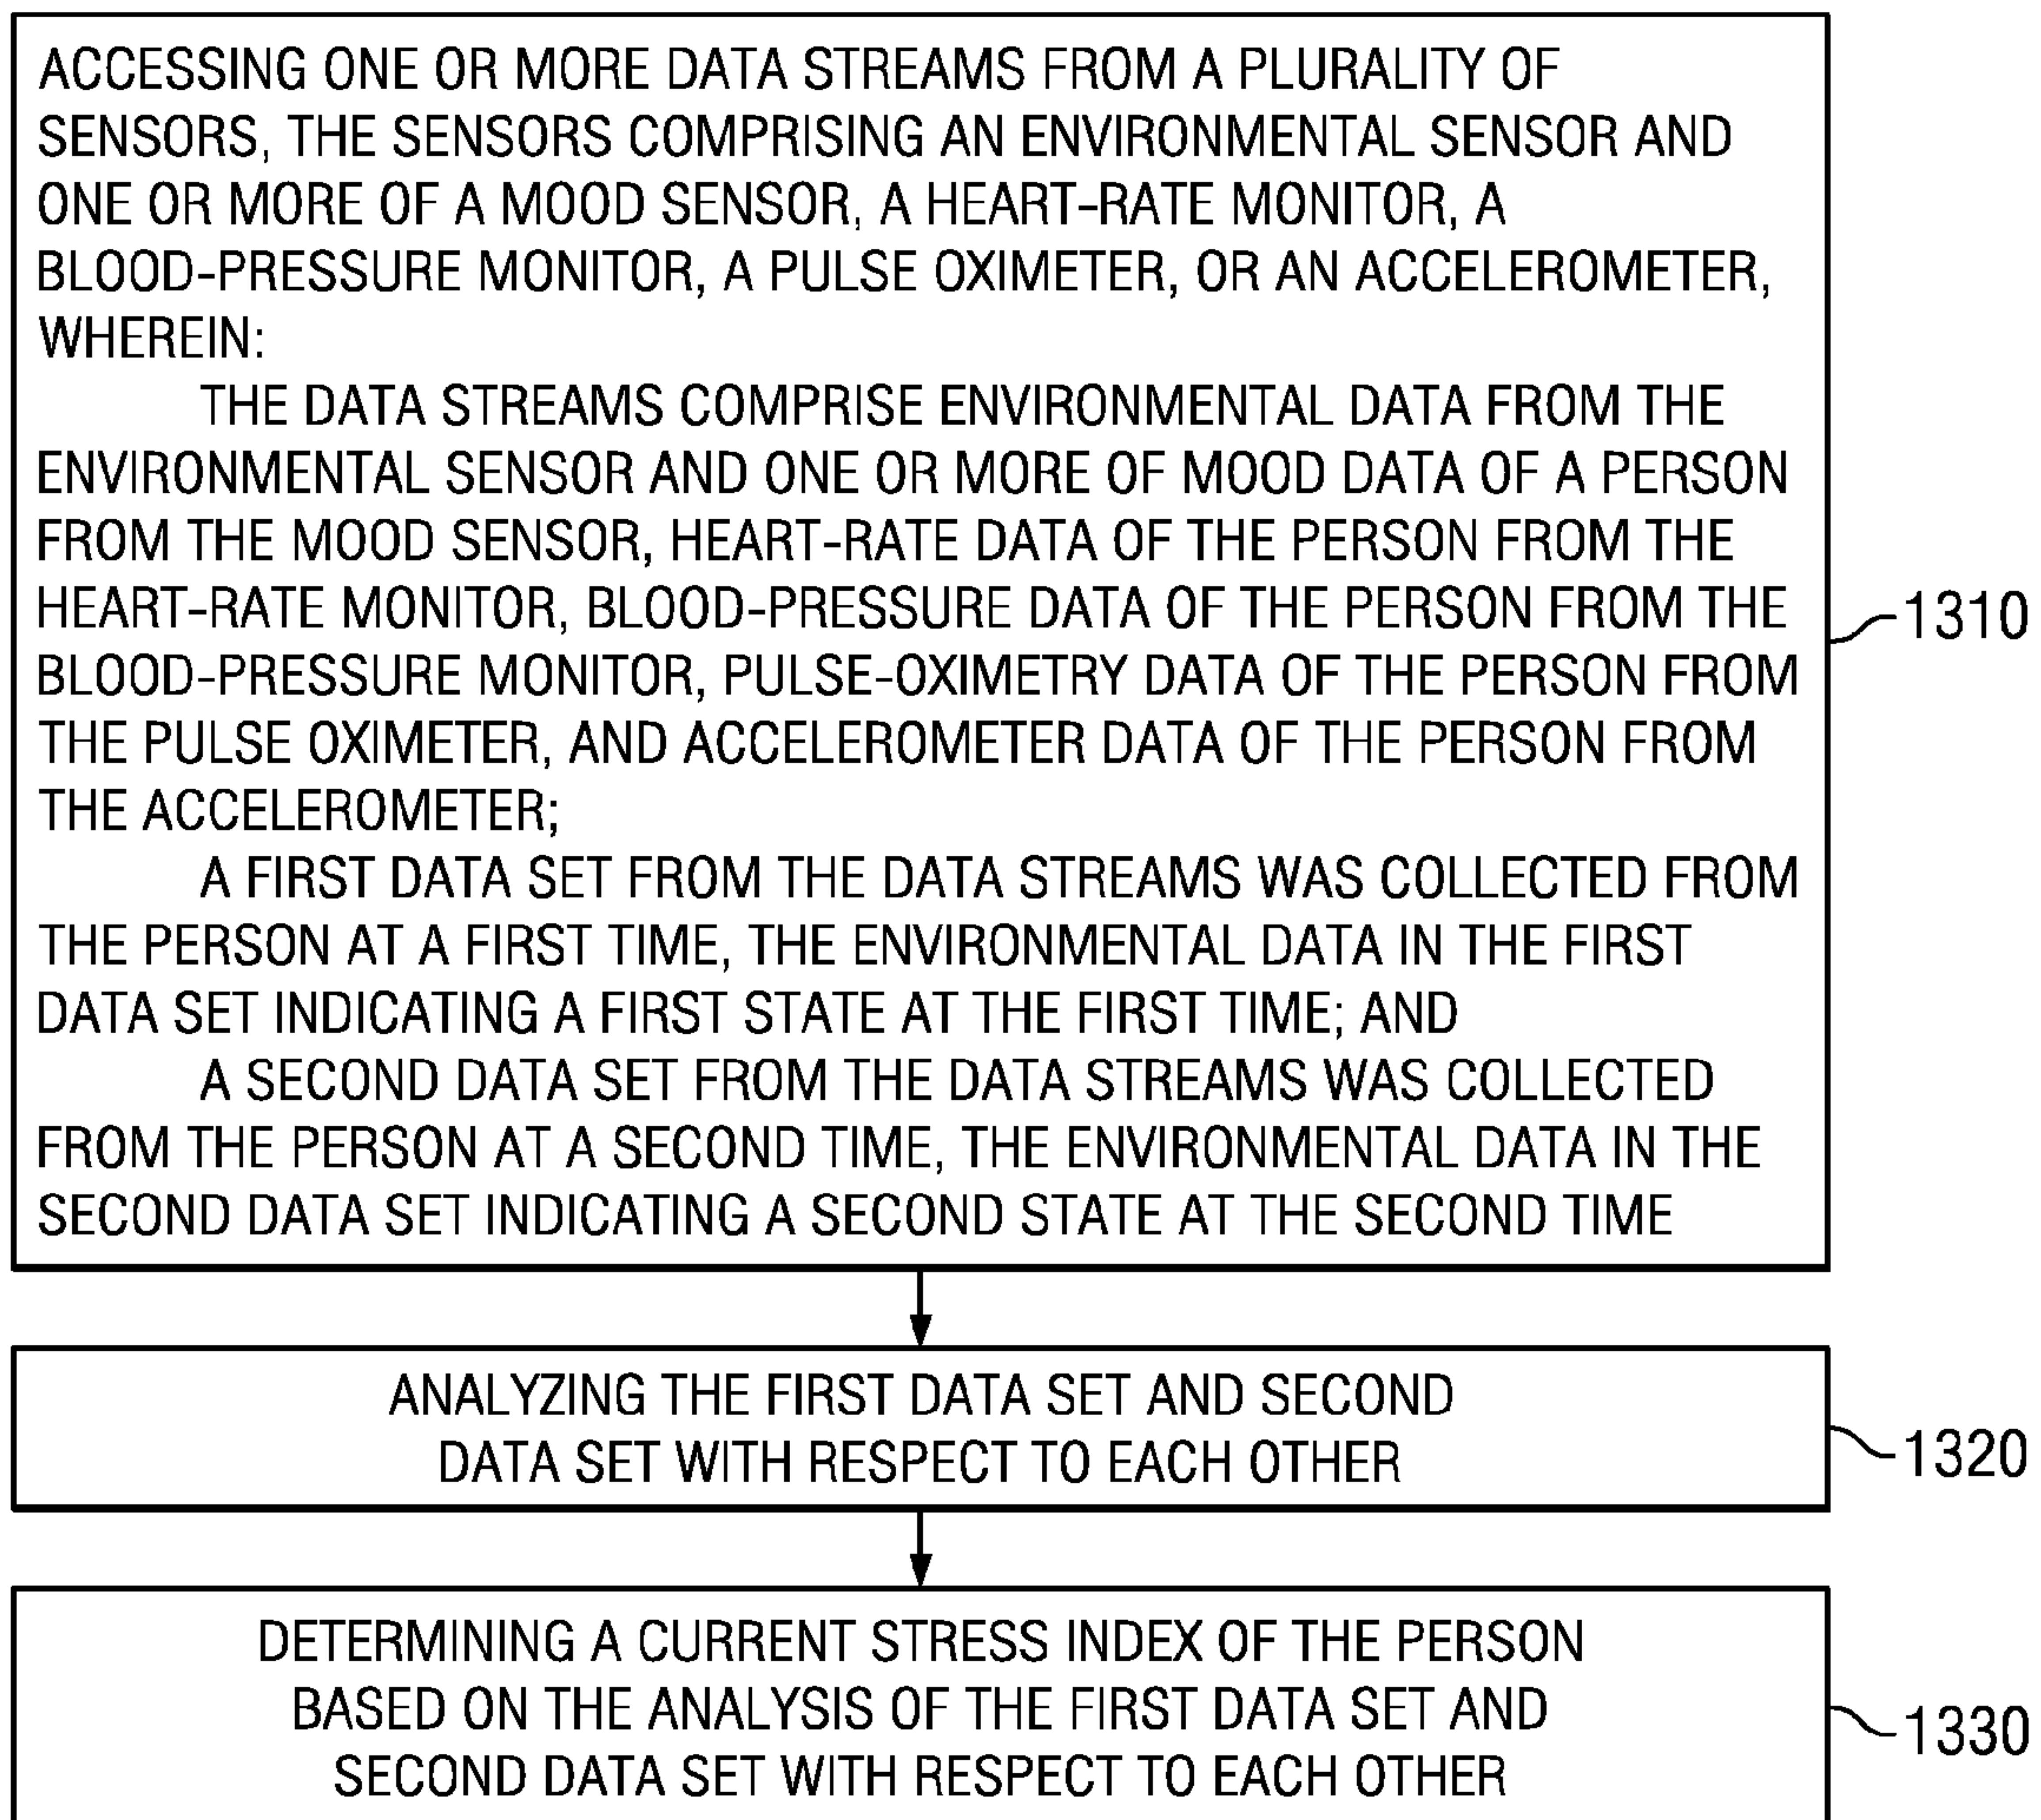 ACCESSING ONE OR MORE DATA STREAMS FROM A PLURALITY OF
SENSORS, THE SENSORS COMPRISING AN ENVIRONMENTAL SENSOR AND
ONE OR MORE OF A MOOD SENSOR, A HEART-RATE MONITOR, A
BLOOD-PRESSURE MONITOR, A PULSE OXIMETER, OR AN ACCELEROMETER,
WHEREIN:
THE DATA STREAMS COMPRISE ENVIRONMENTAL DATA FROM THE
ENVIRONMENTAL SENSOR AND ONE OR MORE OF MOOD DATA OF A PERSON
FROM THE MOOD SENSOR, HEART-RATE DATA OF THE PERSON FROM THE
HEART-RATE MONITOR, BLOOD-PRESSURE DATA OF THE PERSON FROM THE
BLOOD-PRESSURE MONITOR, PULSE-OXIMETRY DATA OF THE PERSON FROM
THE PULSE OXIMETER, AND ACCELEROMETER DATA OF THE PERSON FROM
THE ACCELEROMETER;
A FIRST DATA SET FROM THE DATA STREAMS WAS COLLECTED FROM
THE PERSON AT A FIRST TIME, THE ENVIRONMENTAL DATA IN THE FIRST
DATA SET INDICATING A FIRST STATE AT THE FIRST TIME; AND
A SECOND DATA SET FROM THE DATA STREAMS WAS COLLECTED
FROM THE PERSON AT A SECOND TIME, THE ENVIRONMENTAL DATA IN THE
SECOND DATA SET INDICATING A SECOND STATE AT THE SECOND TIME
1310
ANALYZING THE FIRST DATA SET AND SECOND
DATA SET WITH RESPECT TO EACH OTHER
1320
DETERMINING A CURRENT STRESS INDEX OF THE PERSON
BASED ON THE ANALYSIS OF THE FIRST DATA SET AND
SECOND DATA SET WITH RESPECT TO EACH OTHER
1330